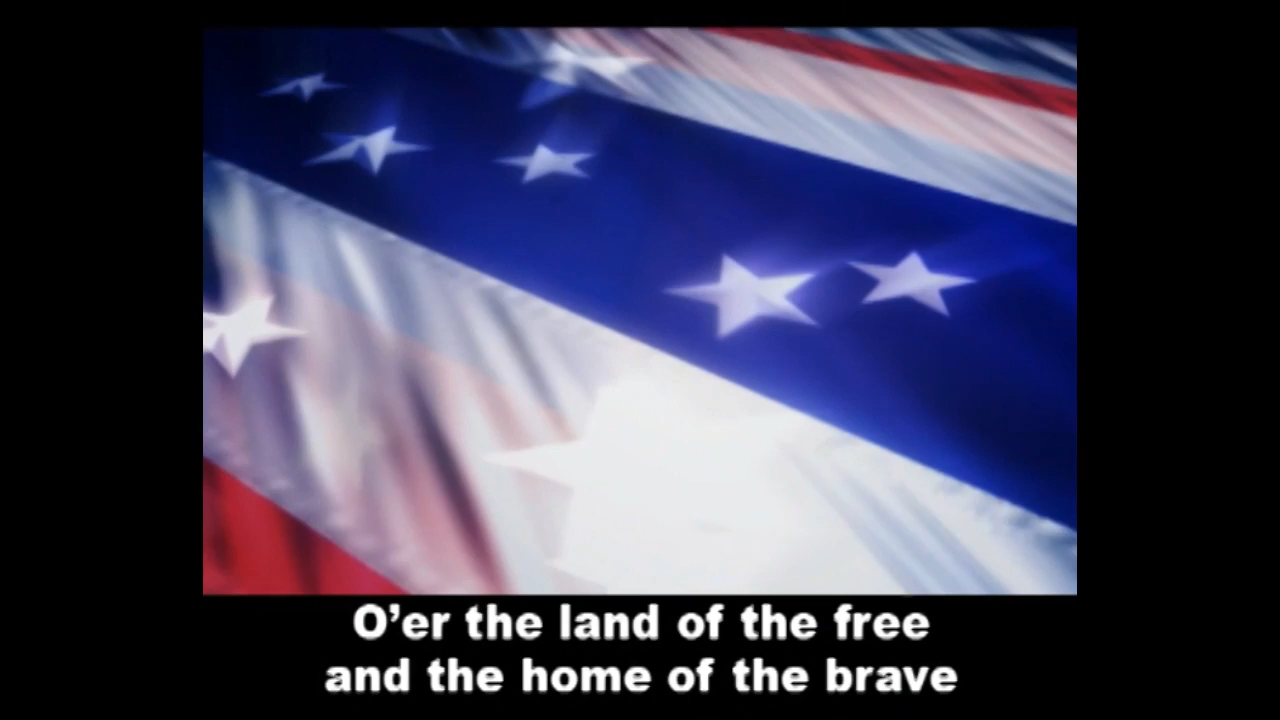 O’er the land of the free
and the home of the brave